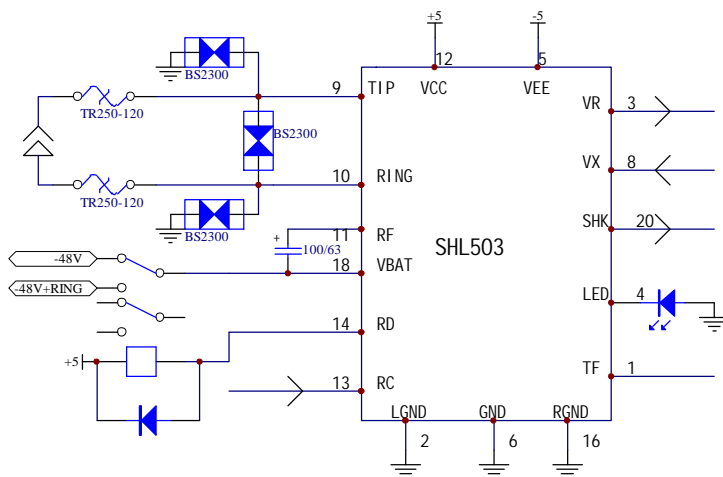 +5
-5
12
5
BS2300
9
TIP
VCC
VEE
VR
3
TR250-120
BS2300
VX
8
10
RING
TR250-120
SHK
20
BS2300
11
RF
+
100/63
SHL503
-48V
18
VBAT
-48V+RING
LED
4
14
RD
+5
TF
1
13
RC
LGND
GND
RGND
2
6
16